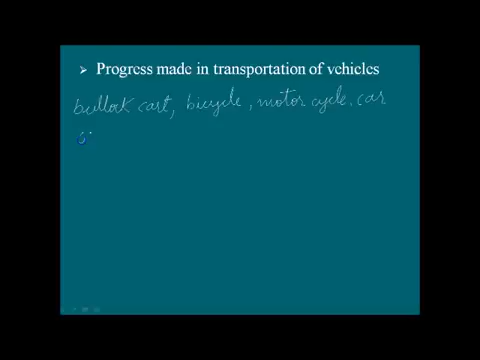 Progress made in transportation of vehicles
bullock cart, bicycle, motor cycle, car